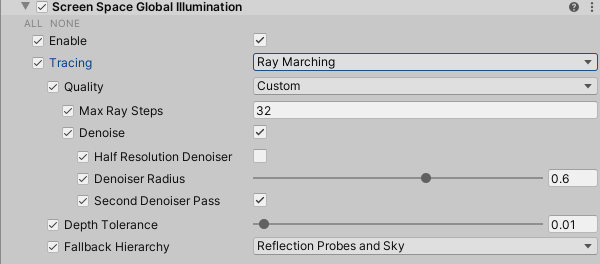 Screen Space Global Illumination
ALL NONE
Enable
Tracing Ray Marching
Quality Custom
Max Ray Steps 32
Denoise
Half Resolution Denoiser
Denoiser Radius 0.6
Second Denoiser Pass
Depth Tolerance 0.01
Fallback Hierarchy Reflection Probes and Sky